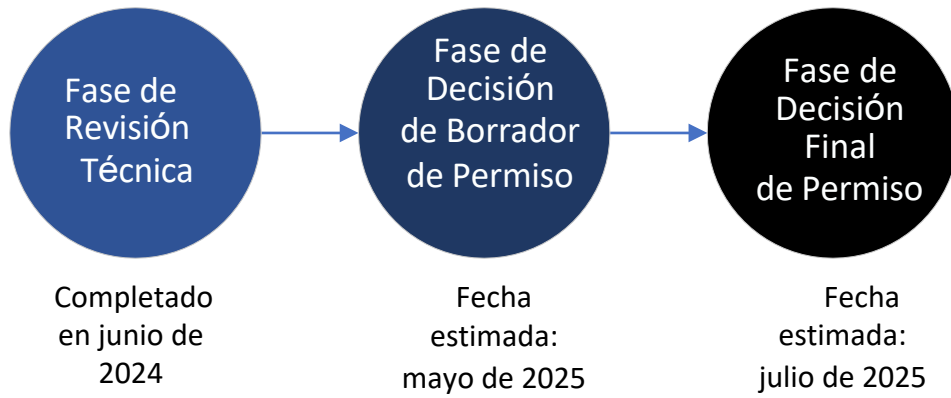 Fase de
Revisión
Técnica
Fase de
Decisión
de Borrador
de Permiso
Fase de
Decisión
Final
de Permiso
Completado
en junio de
2024
Fecha
estimada:
mayo de 2025
Fecha
estimada:
julio de 2025